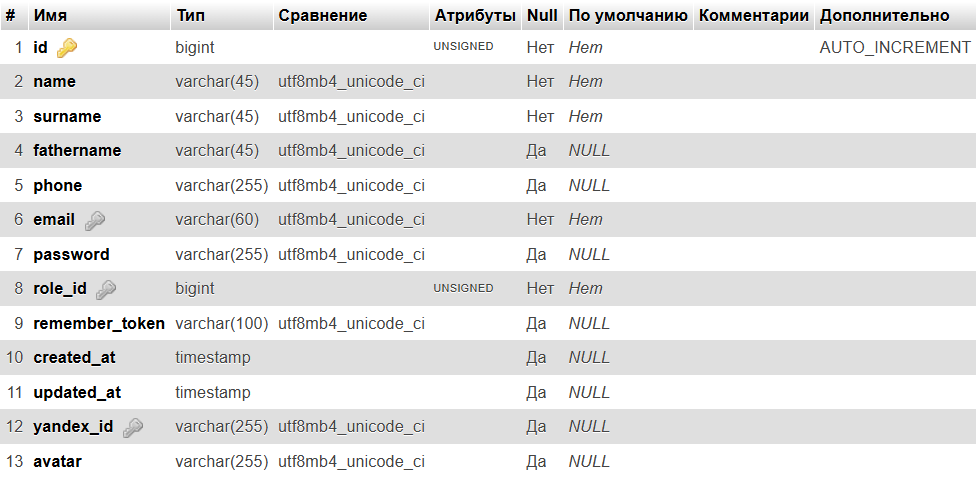 # Имя Тип Сравнение Атрибуты Null По умолчанию Комментарии Дополнительно
1 id bigint UNSIGNED Нет Нет AUTO_INCREMENT
2 name varchar(45) utf8mb4_unicode_ci Нет Нет
3 surname varchar(45) utf8mb4_unicode_ci Нет Нет
4 fathername varchar(45) utf8mb4_unicode_ci Да NULL
5 phone varchar(255) utf8mb4_unicode_ci Да NULL
6 email varchar(60) utf8mb4_unicode_ci Нет Нет
7 password varchar(255) utf8mb4_unicode_ci Да NULL
8 role_id bigint UNSIGNED Нет Нет
9 remember_token varchar(100) utf8mb4_unicode_ci Да NULL
10 created_at timestamp Да NULL
11 updated_at timestamp Да NULL
12 yandex_id varchar(255) utf8mb4_unicode_ci Да NULL
13 avatar varchar(255) utf8mb4_unicode_ci Да NULL